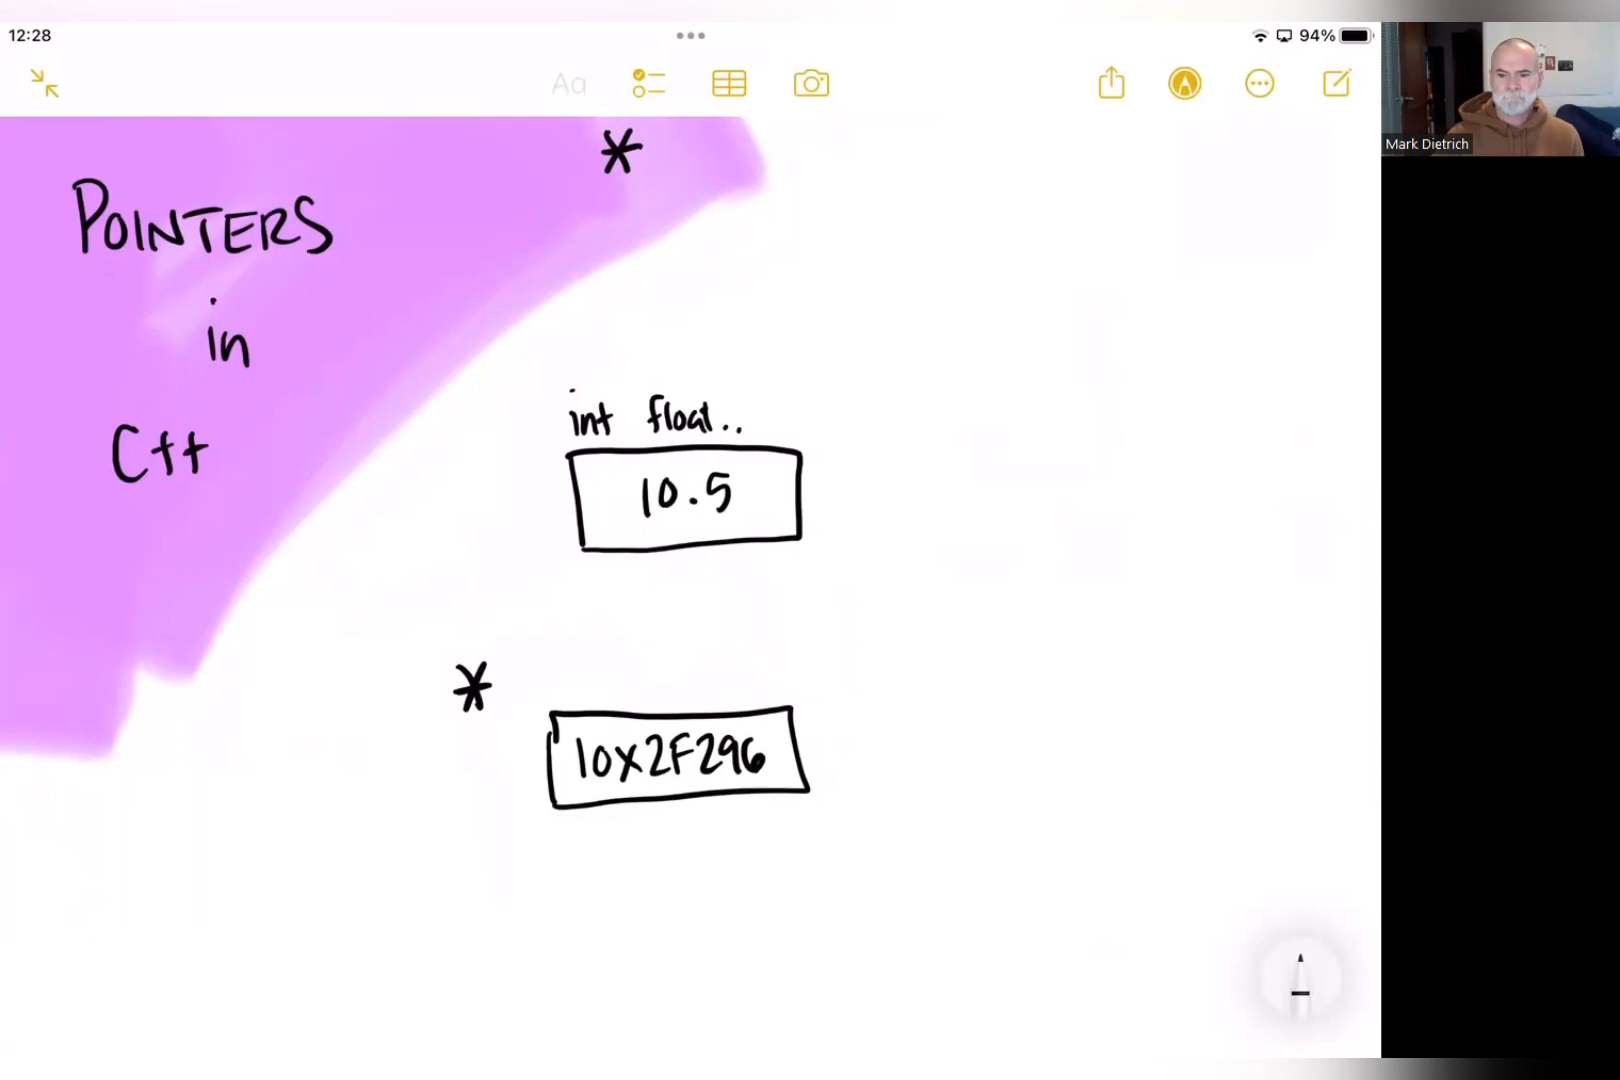 12:28
94%
Aa
Mark Dietrich
*
POINTERS
in
C++
int float..
10.5
*
10x2F296